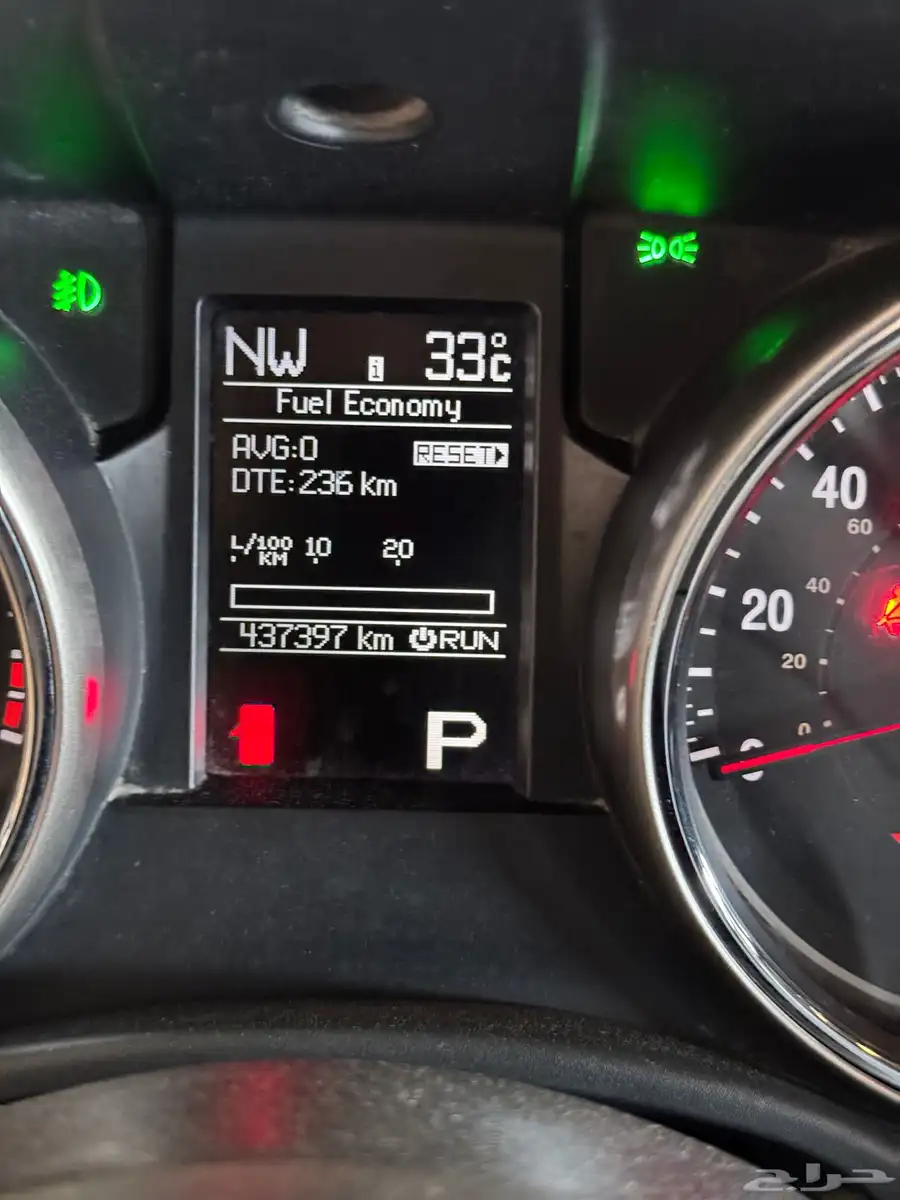 NW 33°C
Fuel Economy
AVG:0 RESET
DTE:236 km
L/100 KM 10 20
437397 km RUN
P
40
60
20
40
20
0
0
حراج